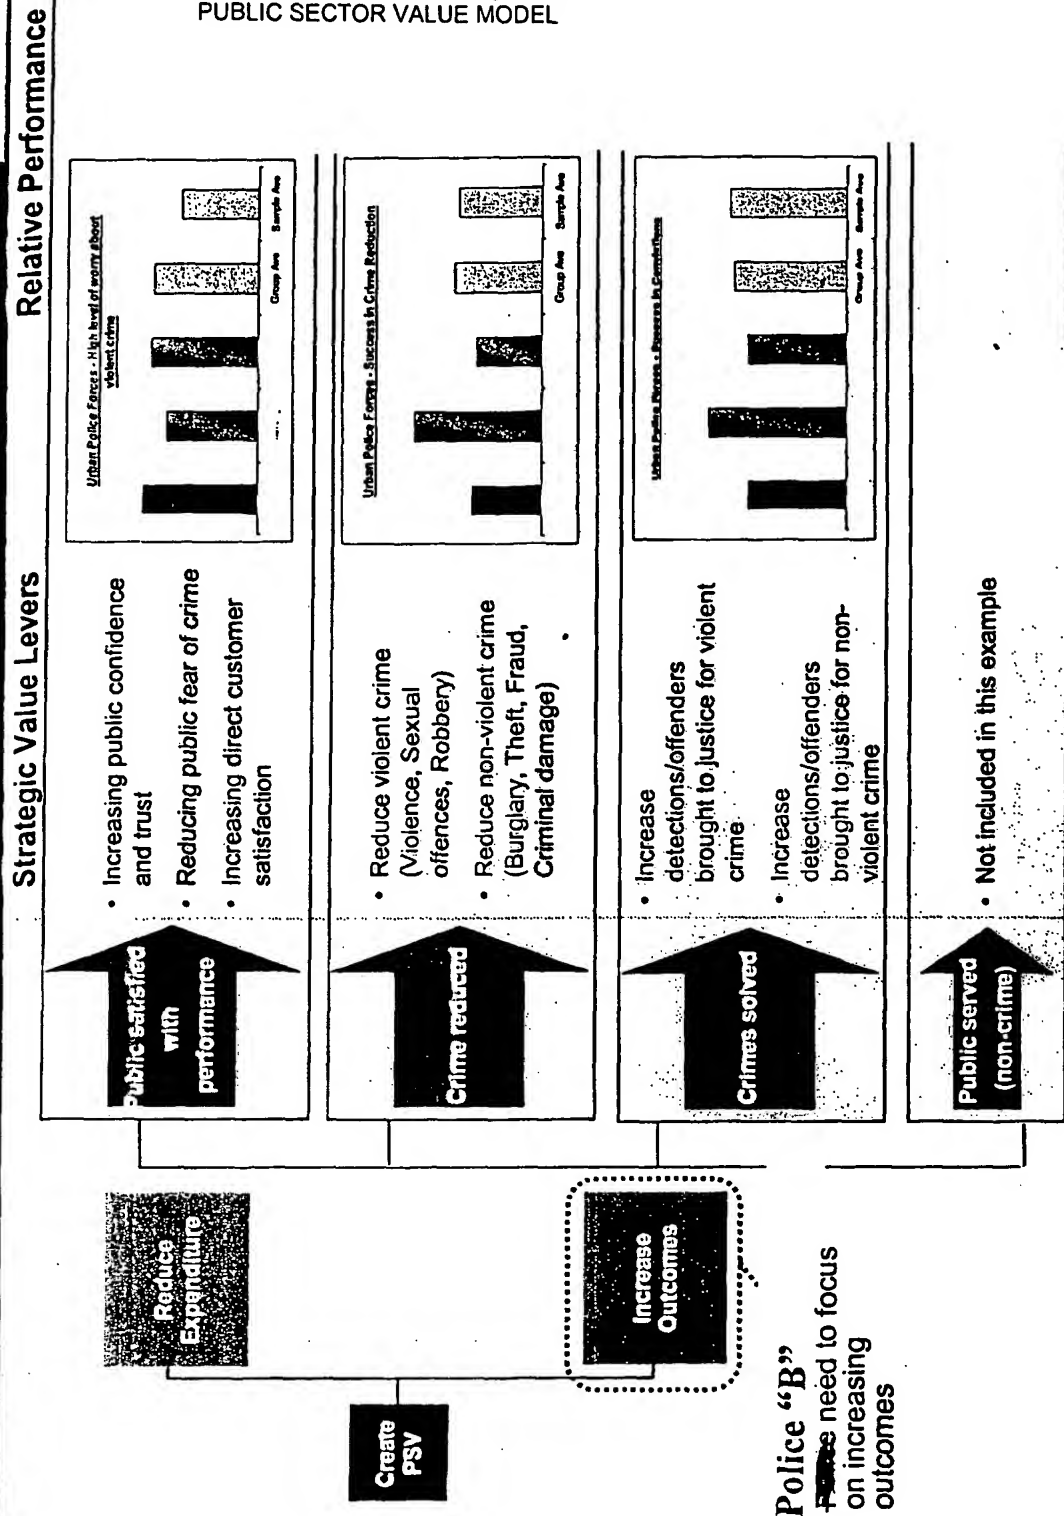 PUBLIC SECTOR VALUE MODEL
Strategic Value Levers
Relative Performance
Create
PSV
Reduce
Expenditure
Increase
Outcomes
Police “B”
need to focus
on increasing
outcomes
Public satisfied
with
performance
• Increasing public confidence
and trust
• Reducing public fear of crime
• Increasing direct customer
satisfaction
Urban Police Forces - High level of worry about
violent crime
Group Ave
Sample Ave
Crime reduced
• Reduce violent crime
(Violence, Sexual
offences, Robbery)
• Reduce non-violent crime
(Burglary, Theft, Fraud,
Criminal damage)
Urban Police Forces - Success in Crime Reduction
Group Ave
Sample Ave
Crimes solved
• Increase
detections/offenders
brought to justice for violent
crime
• Increase
detections/offenders
brought to justice for non-
violent crime
Urban Police Forces - Success in Convictions
Group Ave
Sample Ave
Public served
(non-crime)
• Not included in this example